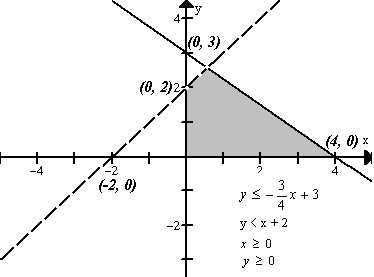 4 y
(0, 3)
(0, 2) 2
(4, 0) x
-4 -2 2 4
(-2, 0)
y ≤ -3/4 x + 3
-2 y < x + 2
x ≥ 0
y ≥ 0